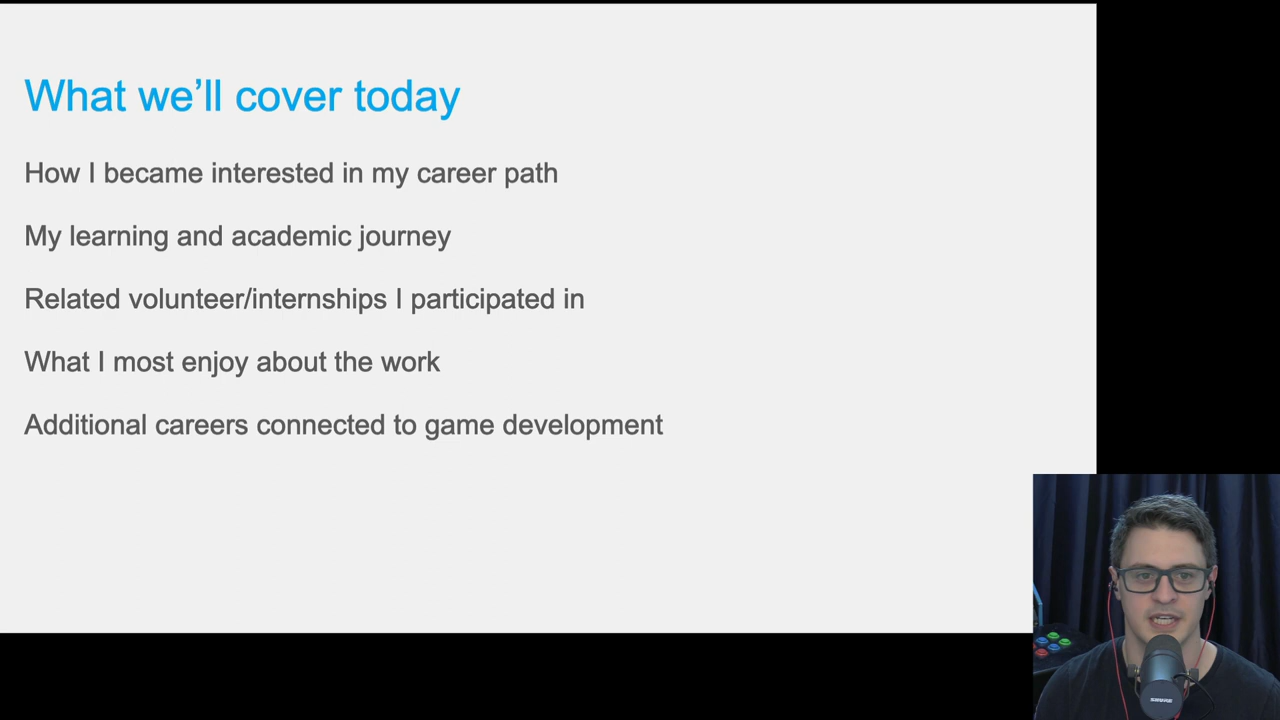 What we’ll cover today
How I became interested in my career path
My learning and academic journey
Related volunteer/internships I participated in
What I most enjoy about the work
Additional careers connected to game development
SHURE